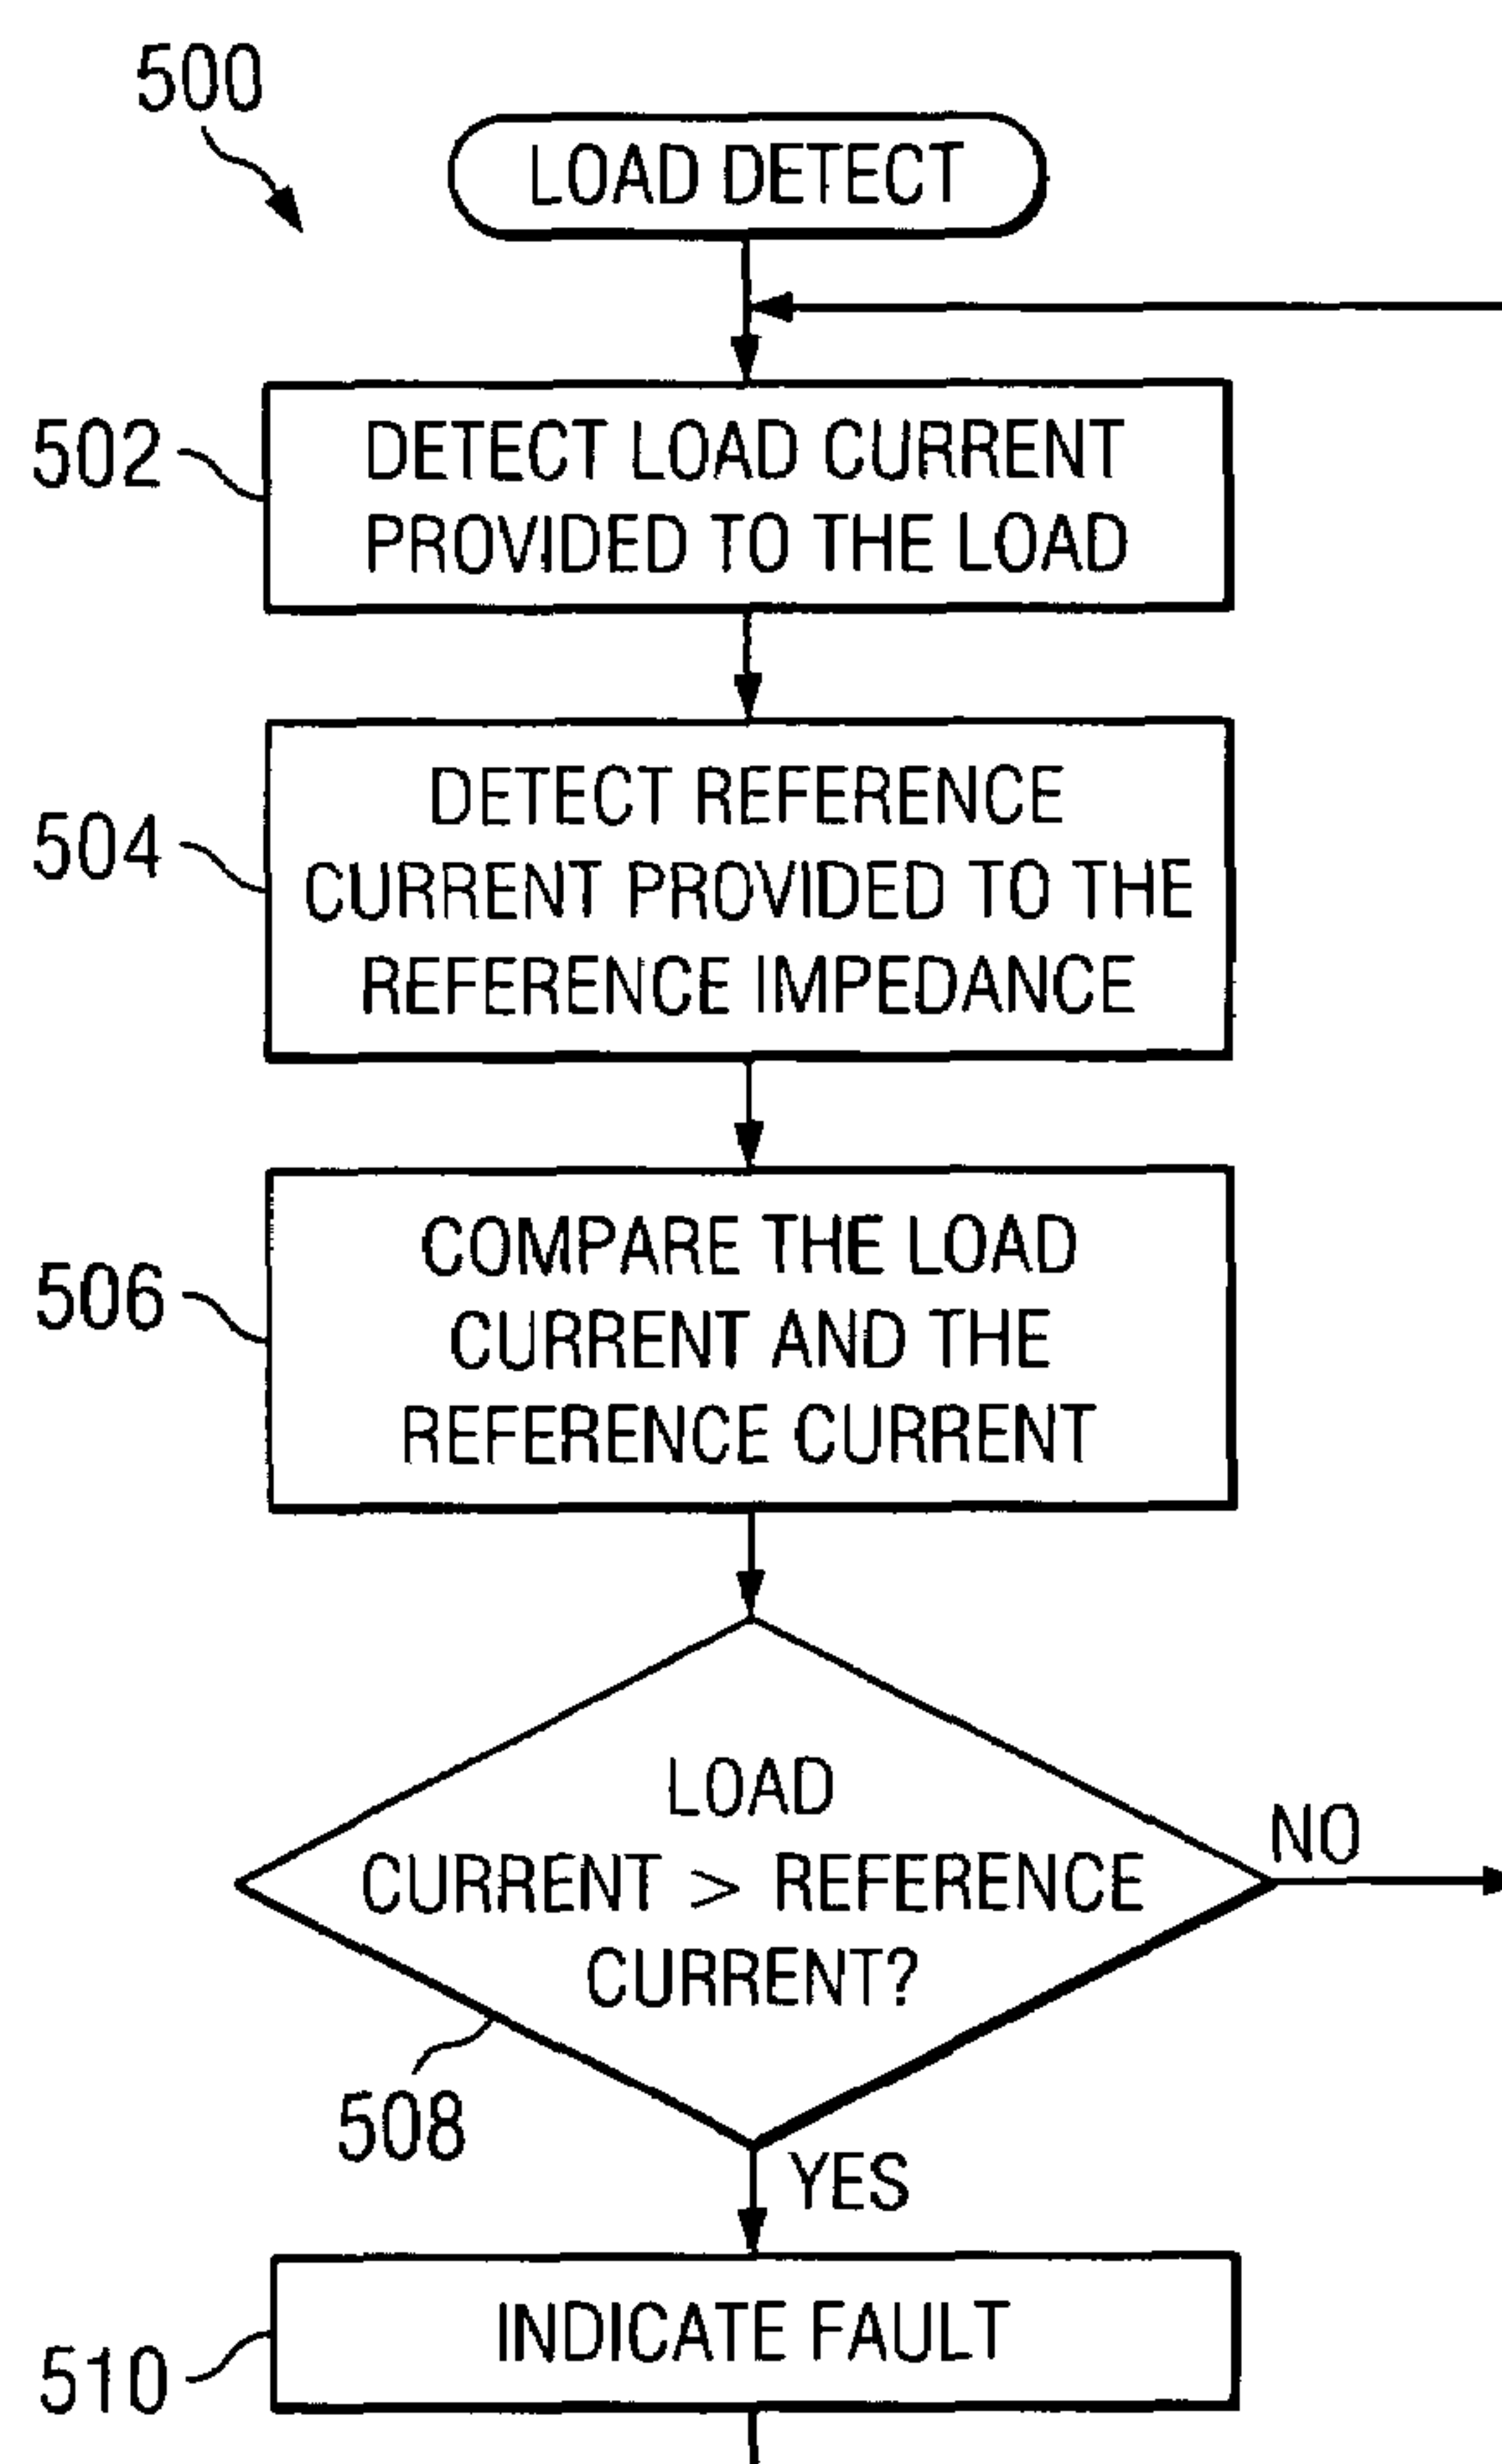 500
LOAD DETECT
502
DETECT LOAD CURRENT
PROVIDED TO THE LOAD
504
DETECT REFERENCE
CURRENT PROVIDED TO THE
REFERENCE IMPEDANCE
506
COMPARE THE LOAD
CURRENT AND THE
REFERENCE CURRENT
LOAD
CURRENT > REFERENCE
CURRENT?
NO
508
YES
INDICATE FAULT
510